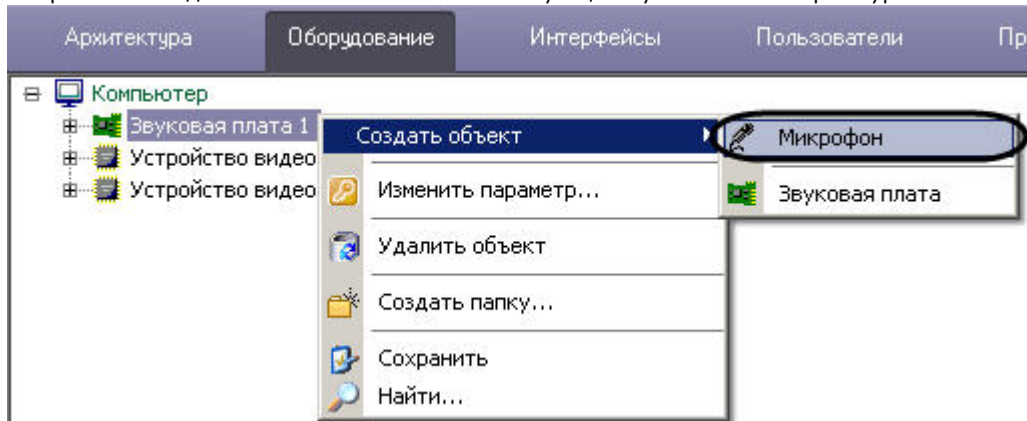 Архитектура Оборудование Интерфейсы Пользователи Пр
Компьютер
Звуковая плата 1 Создать объект Микрофон
Устройство видео
Устройство видео Изменить параметр... Звуковая плата
Удалить объект
Создать папку...
Сохранить
Найти...